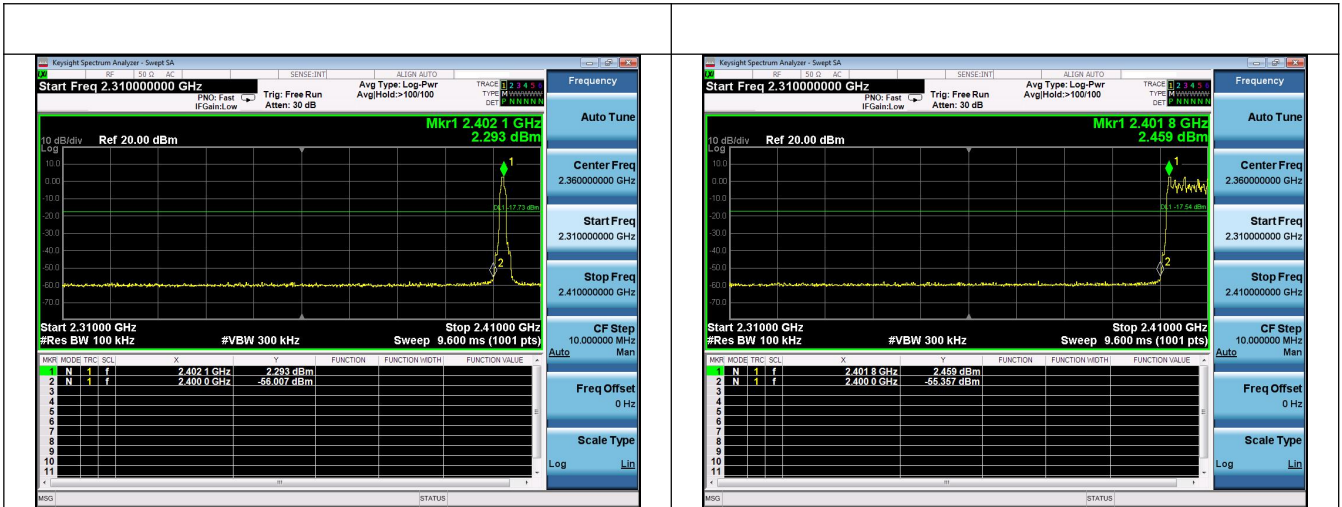 Keysight Spectrum Analyzer - Swept SA
LXI RF 50 Ω AC SENSE:INT ALIGN AUTO
Start Freq 2.310000000 GHz
PNO: Fast
IFGain:Low
Trig: Free Run
Atten: 30 dB
Avg Type: Log-Pwr
Avg|Hold:>100/100
TRACE 1 2 3 4 5 6
TYPE M W W W W W
DET P N N N N N
Mkr1 2.402 1 GHz
2.293 dBm
10 dB/div
Log
Ref 20.00 dBm
1
10.0
0.00
-10.0
DL1 -17.73 dBm
-20.0
-30.0
-40.0
2
-50.0
-60.0
-70.0
Start 2.31000 GHz Stop 2.41000 GHz
#Res BW 100 kHz #VBW 300 kHz Sweep 9.600 ms (1001 pts)
MKR MODE TRC SCL X Y FUNCTION FUNCTION WIDTH FUNCTION VALUE
1 N 1 f 2.402 1 GHz 2.293 dBm
2 N 1 f 2.400 0 GHz -56.007 dBm
3
4
5
6
7
8
9
10
11
MSG STATUS
Frequency
Auto Tune
Center Freq
2.360000000 GHz
Start Freq
2.310000000 GHz
Stop Freq
2.410000000 GHz
CF Step
10.000000 MHz
Auto Man
Freq Offset
0 Hz
Scale Type
Log Lin
Keysight Spectrum Analyzer - Swept SA
LXI RF 50 Ω AC SENSE:INT ALIGN AUTO
Start Freq 2.310000000 GHz
PNO: Fast
IFGain:Low
Trig: Free Run
Atten: 30 dB
Avg Type: Log-Pwr
Avg|Hold:>100/100
TRACE 1 2 3 4 5 6
TYPE M W W W W W
DET P N N N N N
Mkr1 2.401 8 GHz
2.459 dBm
10 dB/div
Log
Ref 20.00 dBm
1
10.0
0.00
-10.0
DL1 -17.54 dBm
-20.0
-30.0
-40.0
2
-50.0
-60.0
-70.0
Start 2.31000 GHz Stop 2.41000 GHz
#Res BW 100 kHz #VBW 300 kHz Sweep 9.600 ms (1001 pts)
MKR MODE TRC SCL X Y FUNCTION FUNCTION WIDTH FUNCTION VALUE
1 N 1 f 2.401 8 GHz 2.459 dBm
2 N 1 f 2.400 0 GHz -55.357 dBm
3
4
5
6
7
8
9
10
11
MSG STATUS
Frequency
Auto Tune
Center Freq
2.360000000 GHz
Start Freq
2.310000000 GHz
Stop Freq
2.410000000 GHz
CF Step
10.000000 MHz
Auto Man
Freq Offset
0 Hz
Scale Type
Log Lin